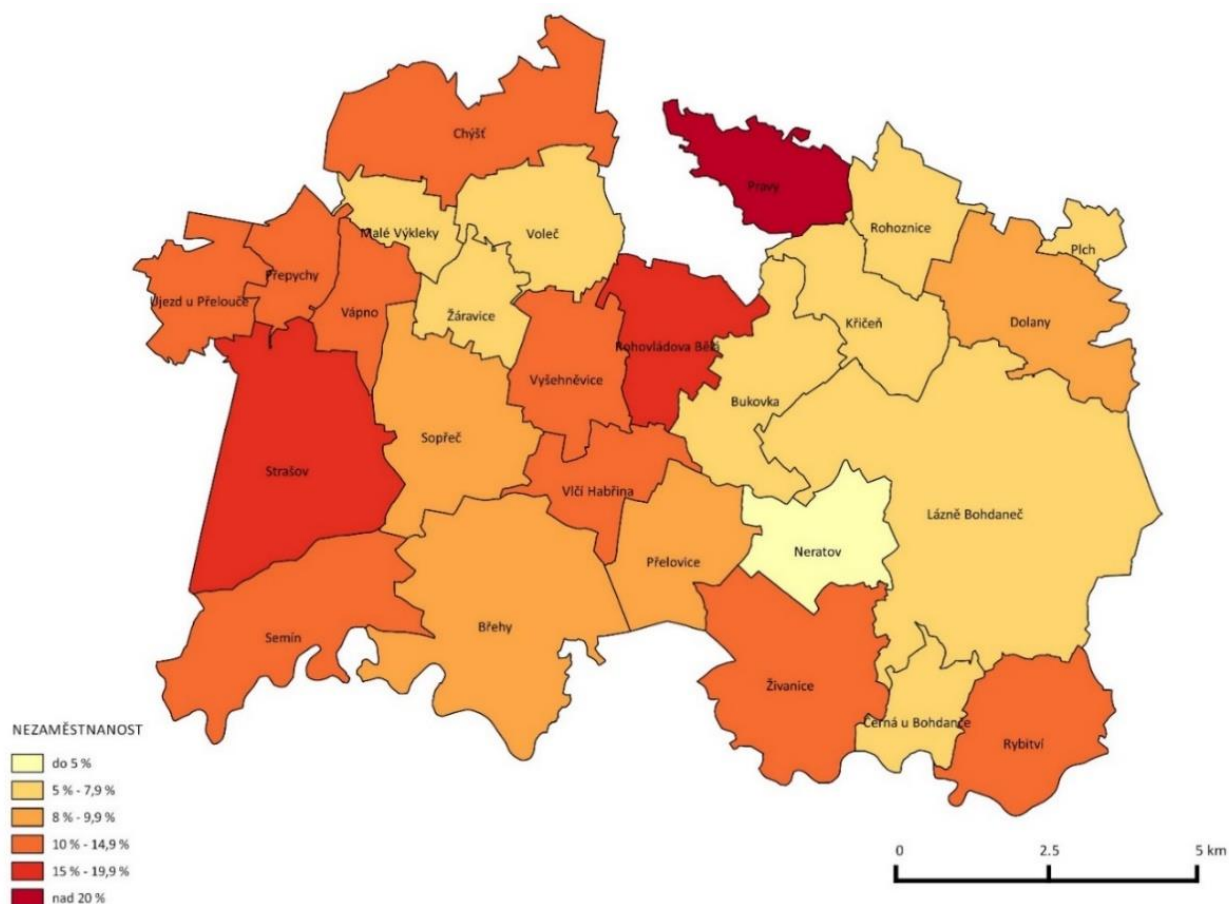 Chýšť
Pravy
Malé Výkleky
Voleč
Rohoznice
Plch
Přepychy
Újezd u Přelouče
Vápno
Žáravice
Křičeň
Dolany
Rohovládova Bělá
Vyšehněvice
Bukovka
Sopřeč
Strašov
Vlčí Habřina
Lázně Bohdaneč
Neratov
Přelovice
Břehy
Semín
Živanice
Černá u Bohdanče
Rybitví
NEZAMĚSTNANOST
do 5 %
5 % - 7,9 %
8 % - 9,9 %
10 % - 14,9 %
15 % - 19,9 %
nad 20 %
0 2.5 5 km